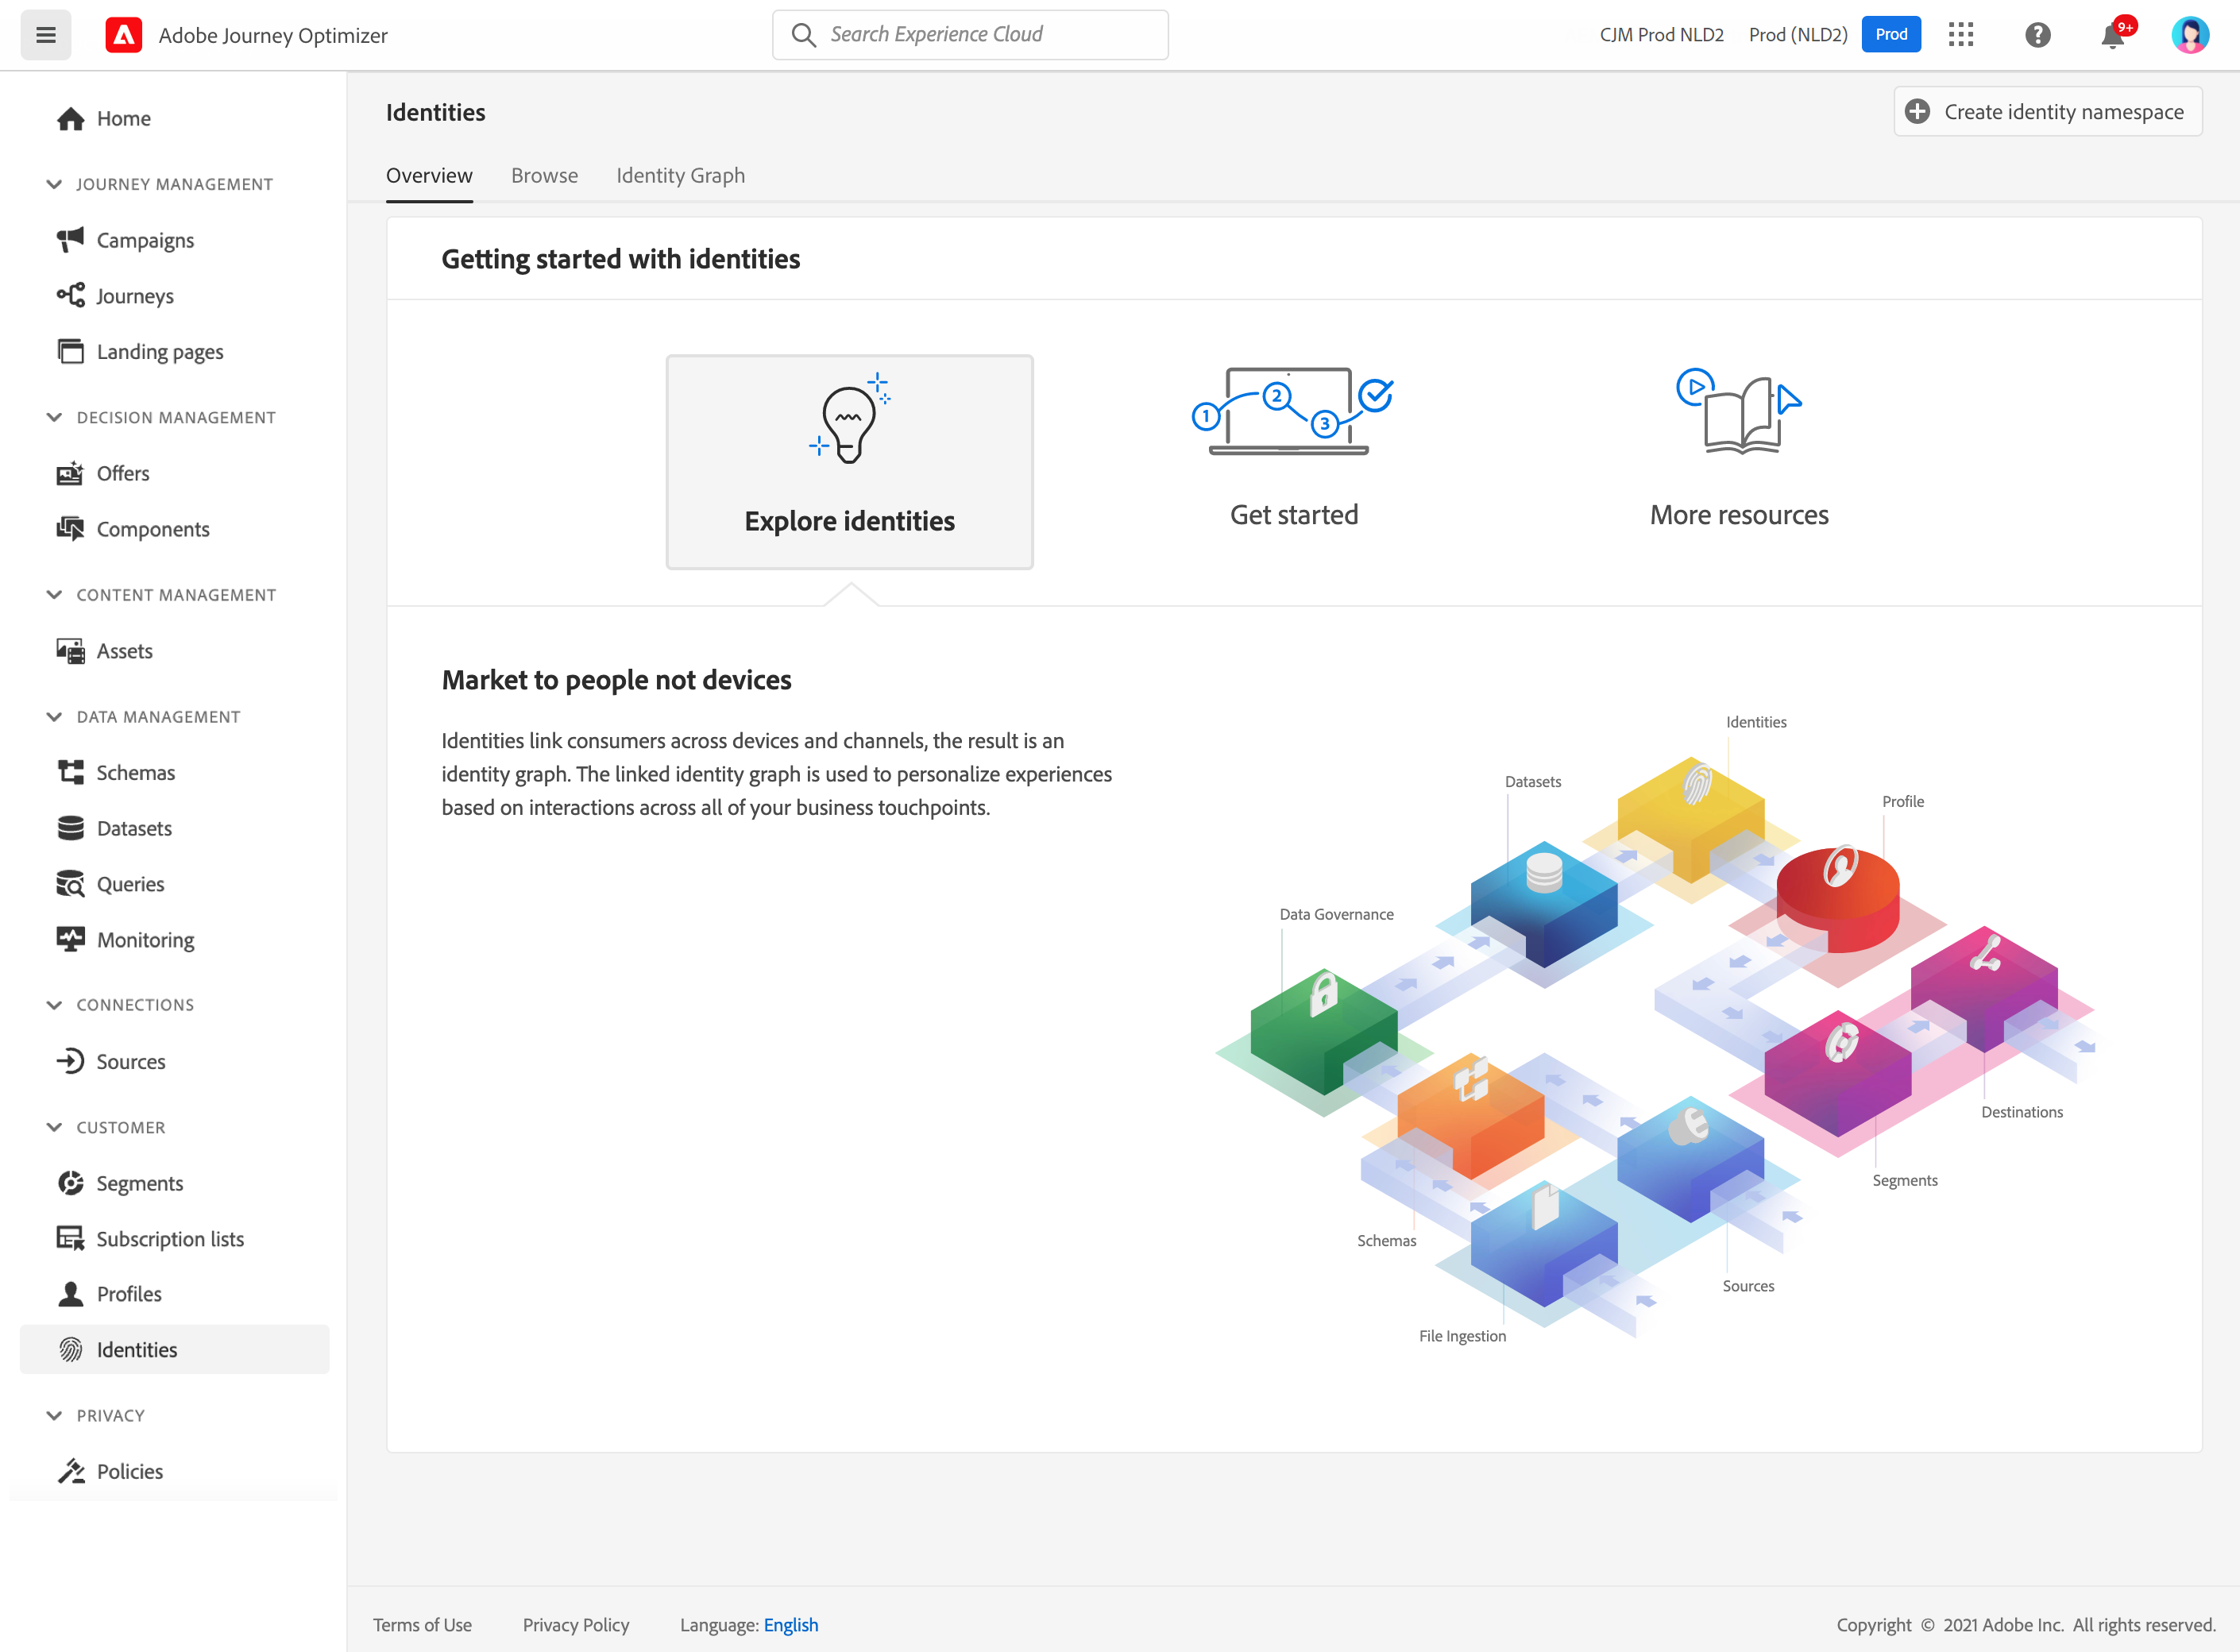 Adobe Journey Optimizer
Search Experience Cloud
CJM Prod NLD2
Prod (NLD2)
Prod
9+
Home
JOURNEY MANAGEMENT
Campaigns
Journeys
Landing pages
DECISION MANAGEMENT
Offers
Components
CONTENT MANAGEMENT
Assets
DATA MANAGEMENT
Schemas
Datasets
Queries
Monitoring
CONNECTIONS
Sources
CUSTOMER
Segments
Subscription lists
Profiles
Identities
PRIVACY
Policies
Identities
Create identity namespace
Overview
Browse
Identity Graph
Getting started with identities
1
2
3
Explore identities
Get started
More resources
Market to people not devices
Identities link consumers across devices and channels, the result is an
identity graph. The linked identity graph is used to personalize experiences
based on interactions across all of your business touchpoints.
Identities
Datasets
Profile
Data Governance
Destinations
Segments
Schemas
Sources
File Ingestion
Terms of Use
Privacy Policy
Language: English
Copyright © 2021 Adobe Inc. All rights reserved.